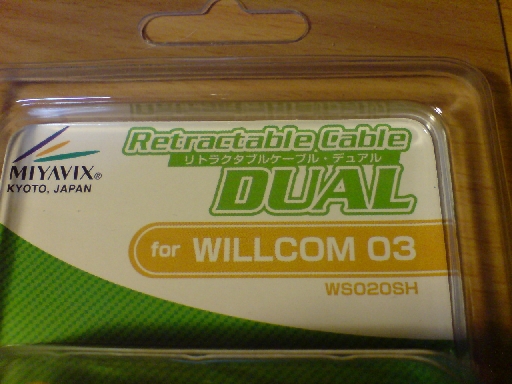 Retractable Cable
リトラクタブルケーブル・デュアル
DUAL
MIYAVIX®
KYOTO, JAPAN
for WILLCOM 03
WS020SH